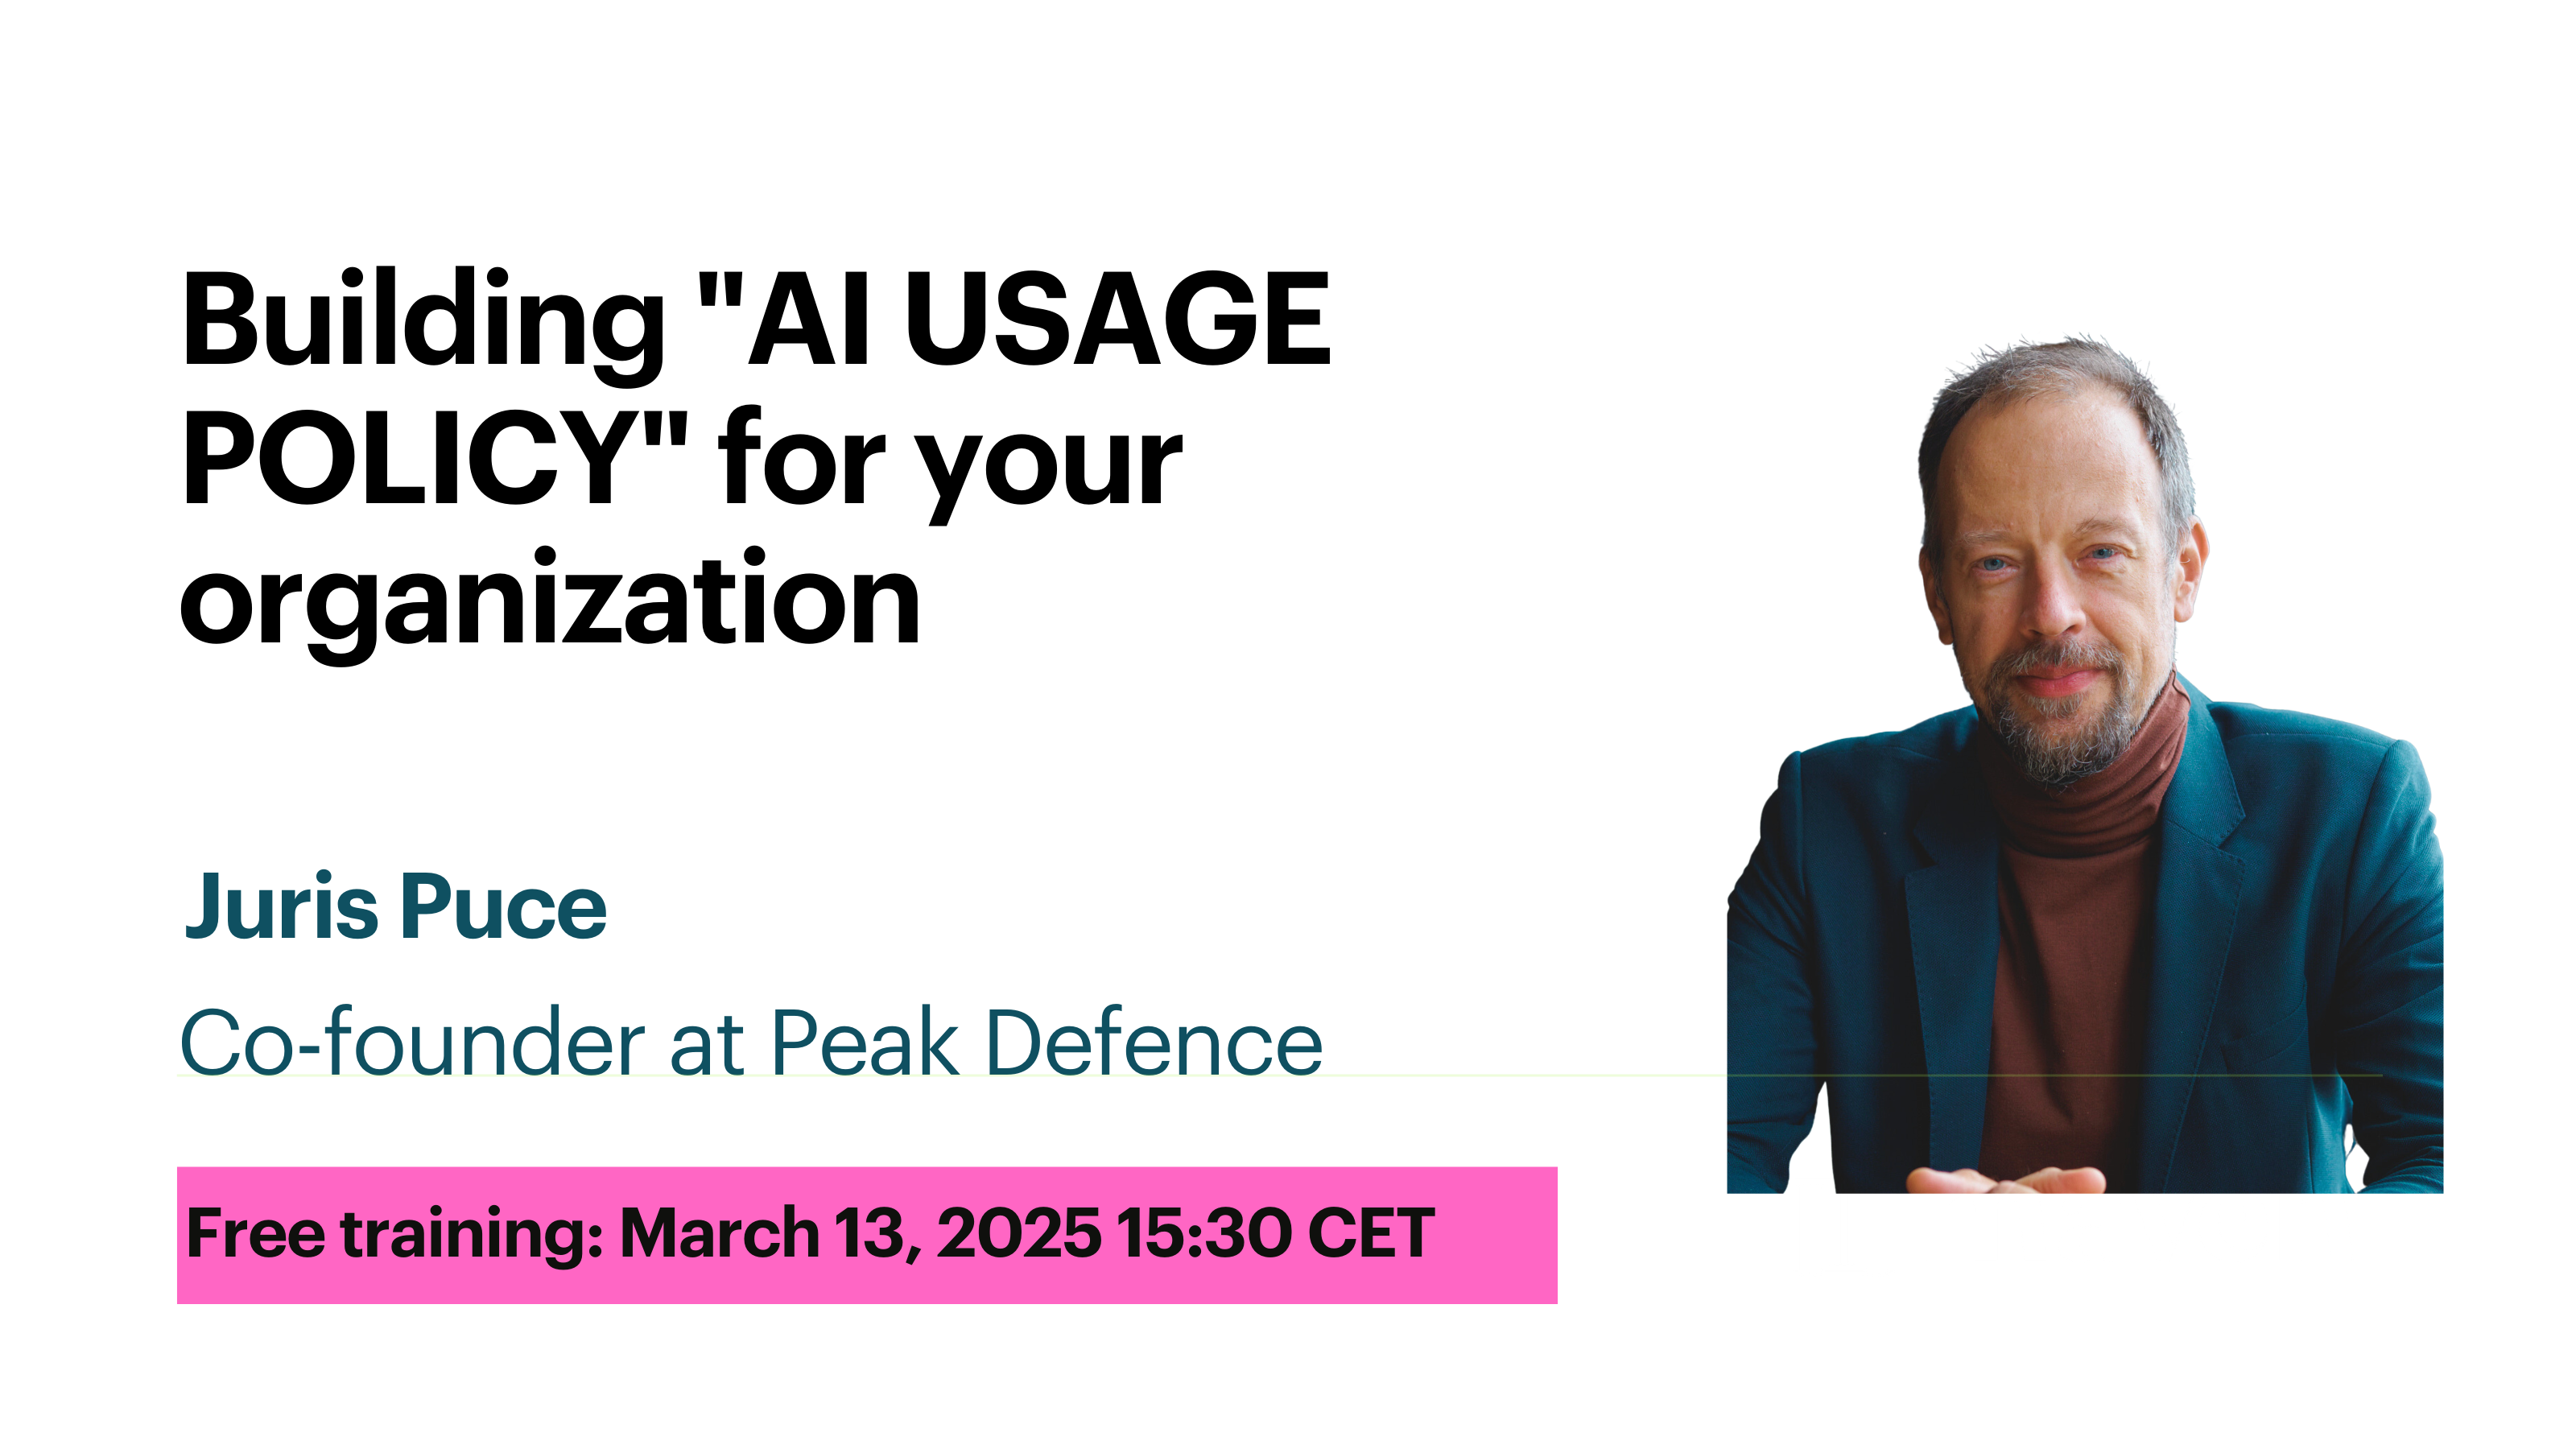 Building "AI USAGE
POLICY" for your
organization
Juris Puce
Co-founder at Peak Defence
Free training: March 13, 2025 15:30 CET